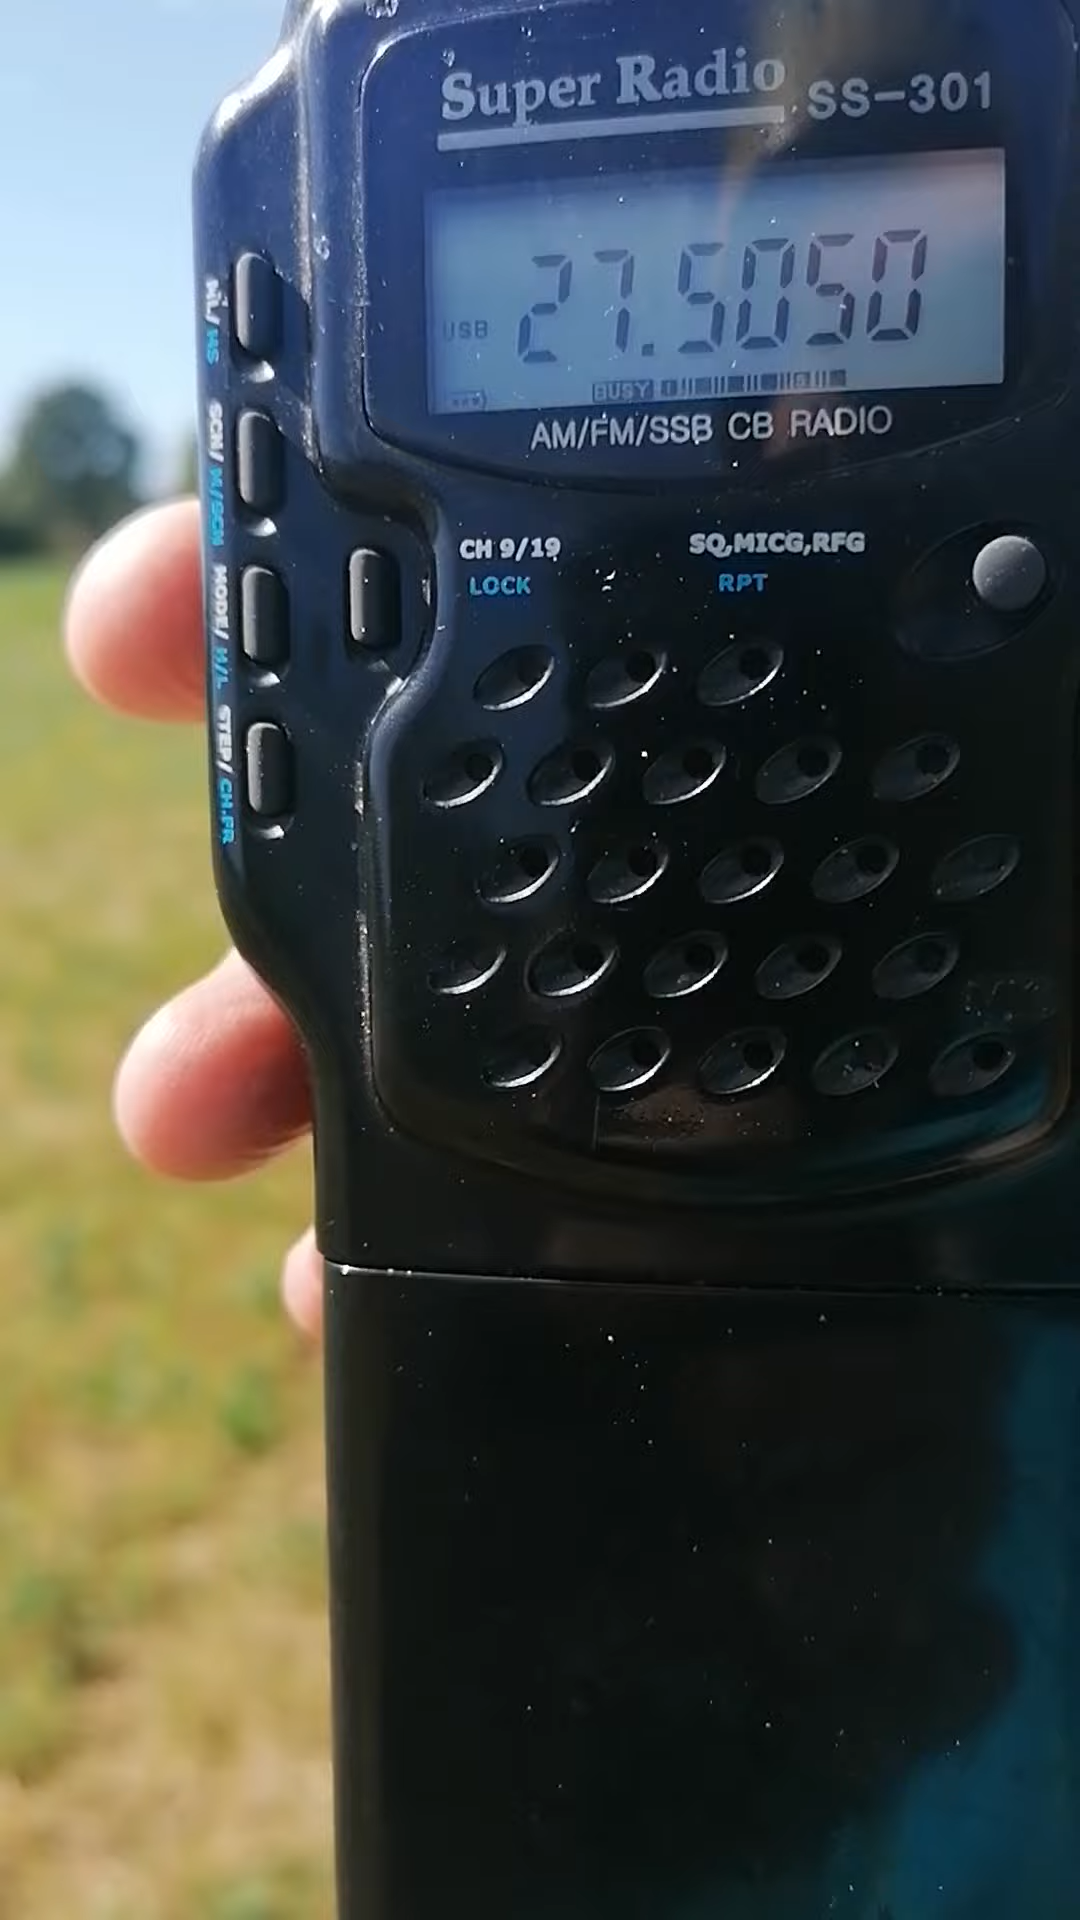 Super Radio SS-301
27.5050
USB
BUSY
AM/FM/SSB CB RADIO
CH 9/19
LOCK
SQ,MICG,RFG
RPT
SCN/ M/SCN
MODE/ H/L
STEP/ CH.FR